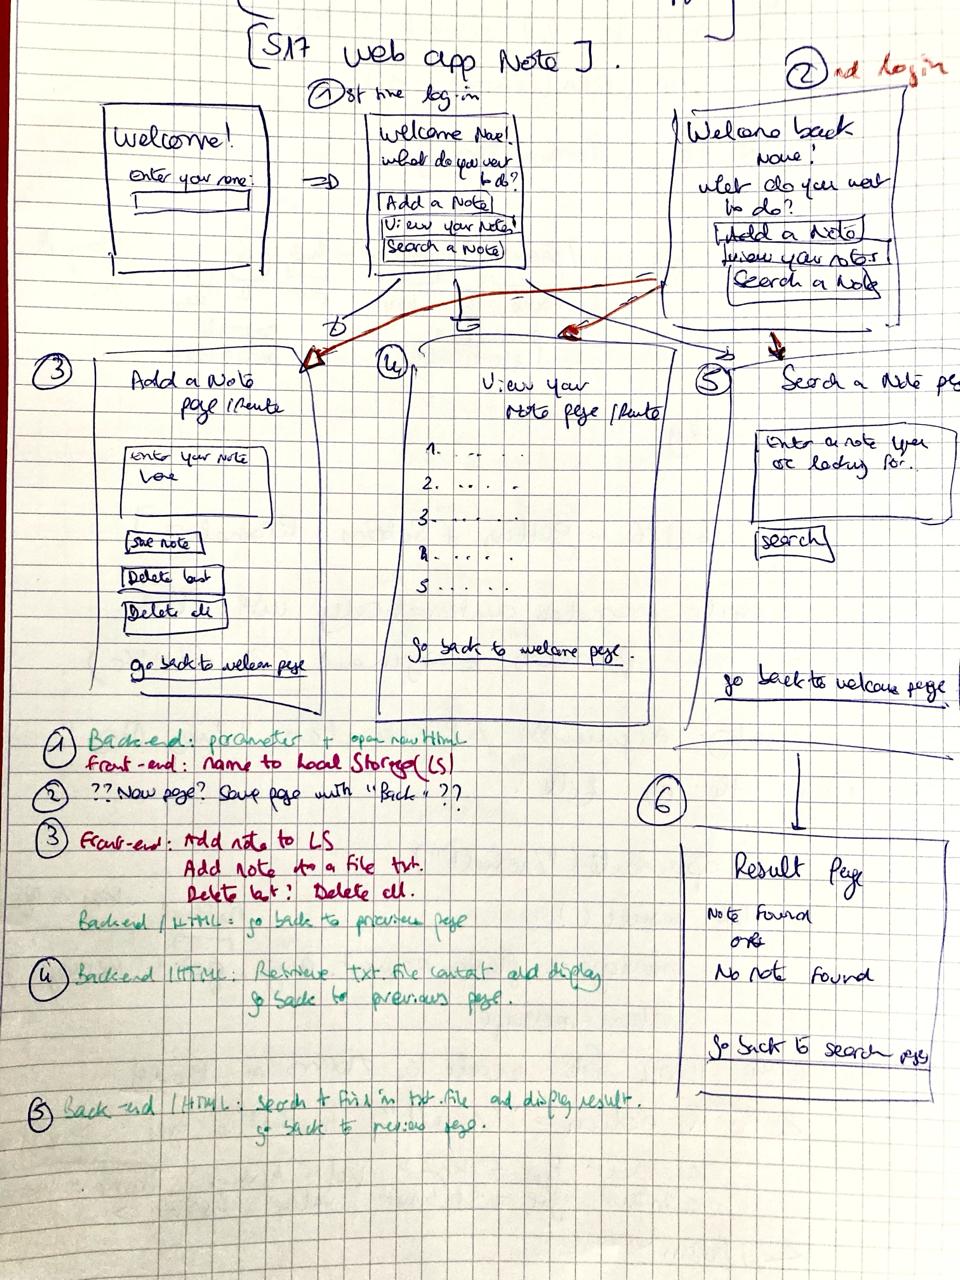 [S17 Web app Note].
① st time log-in
② nd login
Welcome!
Enter your name:
Welcome Name!
What do you want
to do?
Add a Note
View your Notes
Search a Note
Welcome back
Name!
What do you want
to do?
Add a Note
View your notes
Search a Note
③
Add a Note
page / Route
Enter your Note
here
Save note
Delete last
Delete all
go back to welcome page
④
View your
Note page / Route
1. . . . .
2. . . . .
3. . . . .
4. . . . .
5 . . . . .
go back to welcome page.
⑤
Search a Note
Enter a note you
are looking for..
Search
go back to welcome page
① Back-end: parameter + open new Html
Front-end: Name to Local Storage (LS)
② ?? New page? Save page with "Back" ??
③ Front-end: Add note to LS
Add Note to a file txt.
Delete last? Delete all.
Backend / HTML: go back to previous page
④ Backend / HTML: Retrieve txt.file content and display
go back to previous page.
⑤ Back-end / HTML: search + find in txt.file and display result.
go back to previous page.
⑥
Result Page
Note found
or
No note found
go back to search page